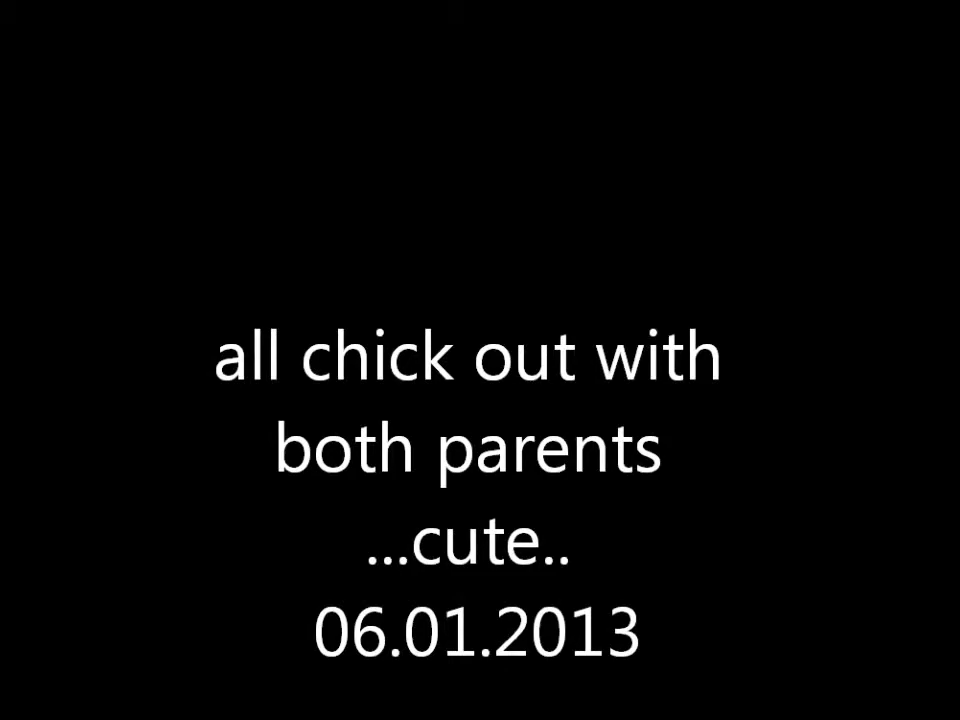 all chick out with
both parents
...cute..
06.01.2013